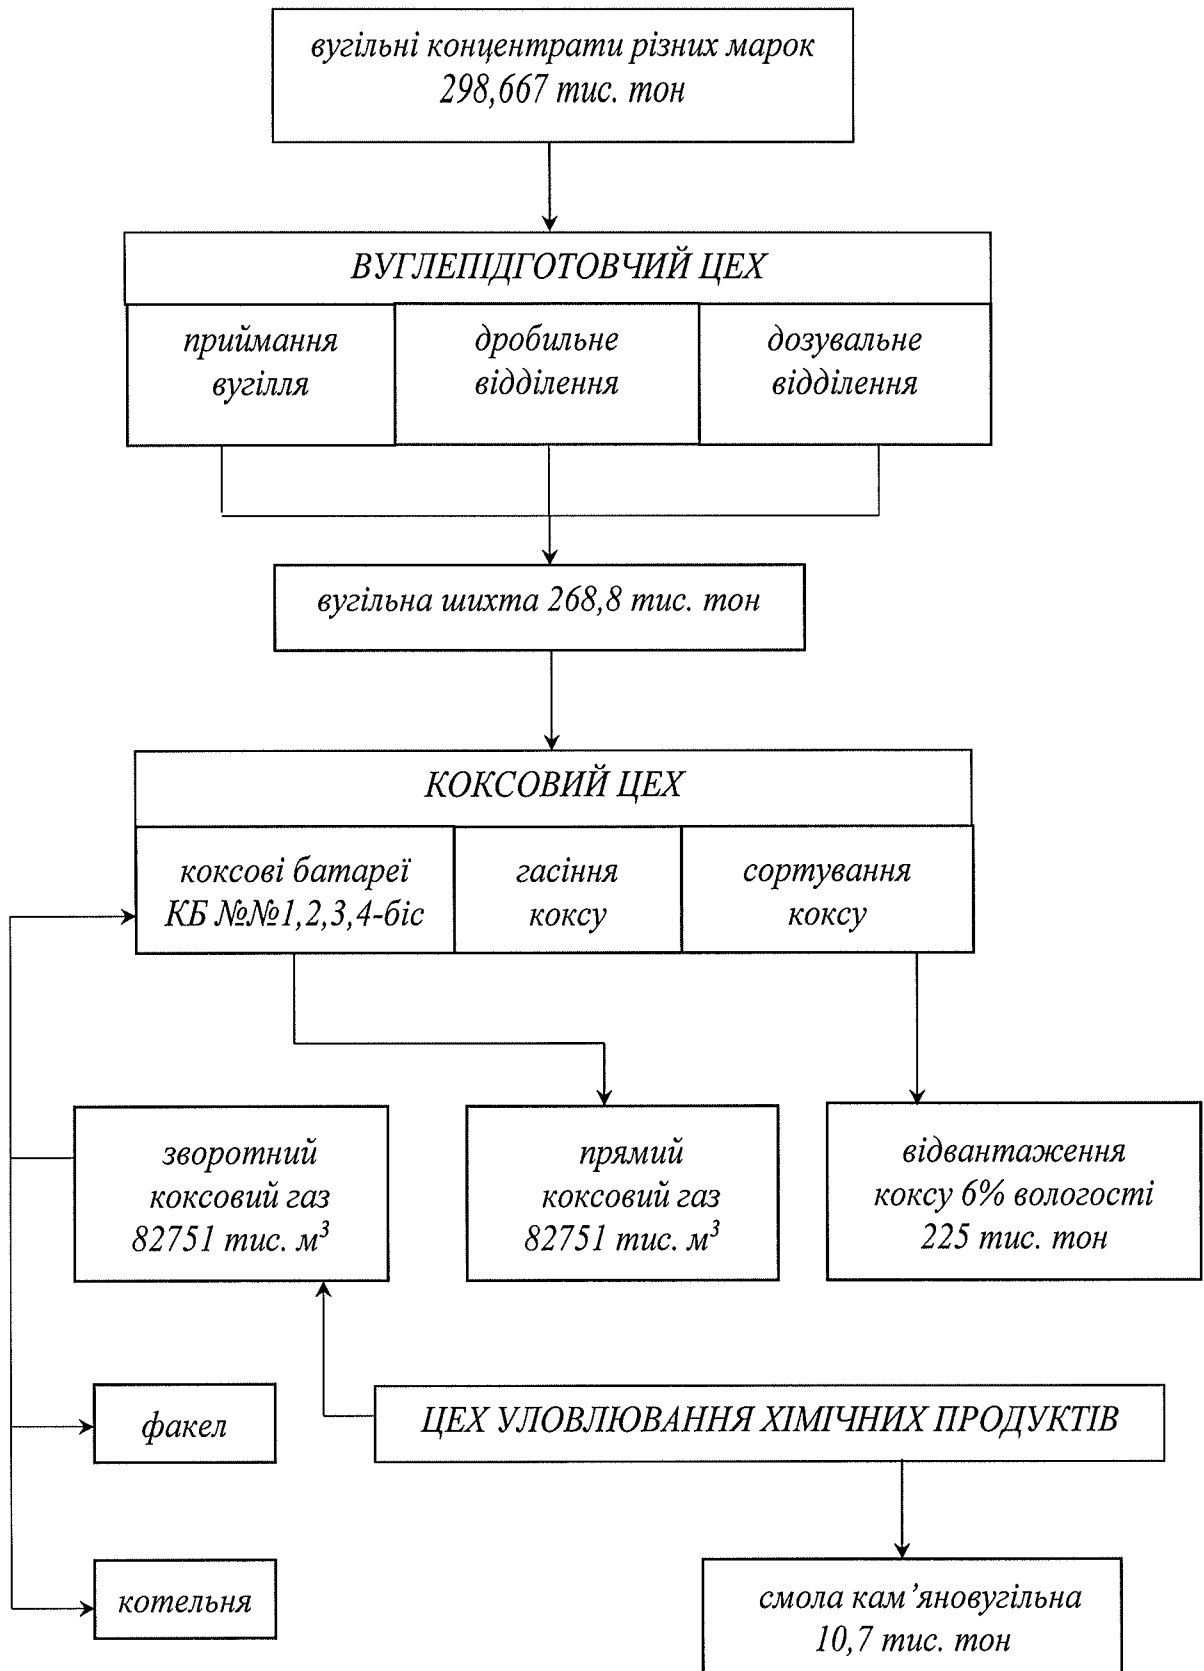 вугільні концентрати різних марок
298,667 тис. тон
ВУГЛЕПІДГОТОВЧИЙ ЦЕХ
приймання
вугілля
дробильне
відділення
дозувальне
відділення
вугільна шихта 268,8 тис. тон
КОКСОВИЙ ЦЕХ
коксові батареї
КБ №№1,2,3,4-біс
гасіння
коксу
сортування
коксу
зворотний
коксовий газ
82751 тис. м³
прямий
коксовий газ
82751 тис. м³
відвантаження
коксу 6% вологості
225 тис. тон
факел
ЦЕХ УЛОВЛЮВАННЯ ХІМІЧНИХ ПРОДУКТІВ
котельня
смола кам’яновугільна
10,7 тис. тон